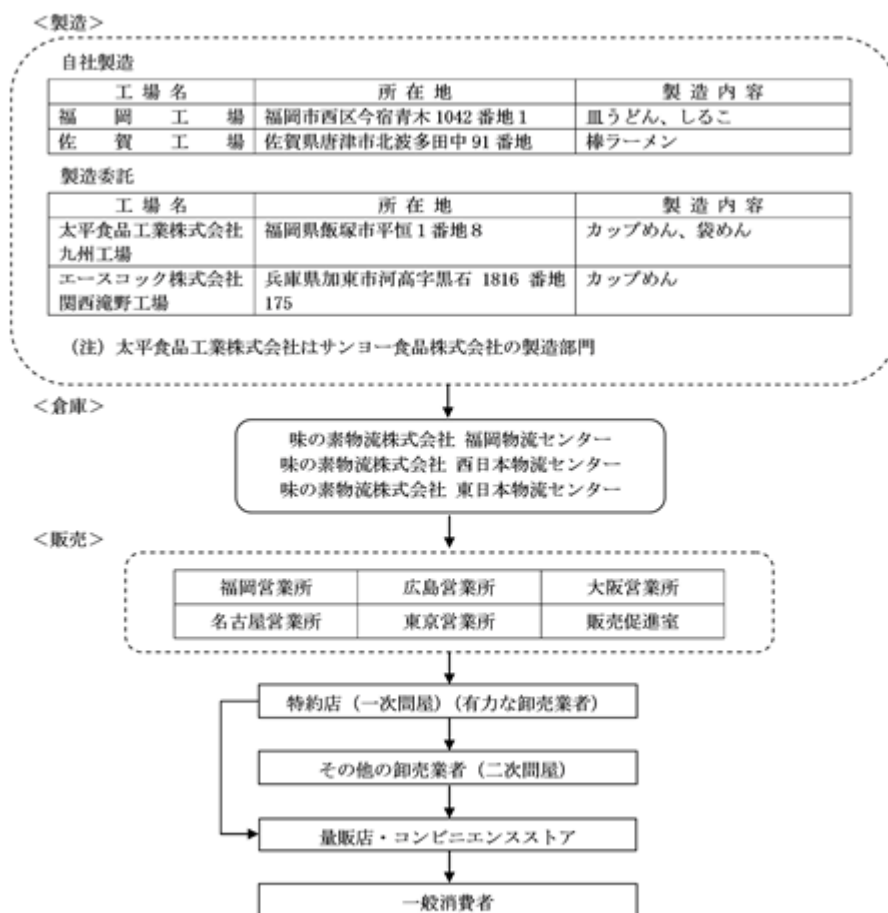 ＜製造＞
自社製造
工場名 所在地 製造内容
福岡工場 福岡市西区今宿青木 1042 番地 1 皿うどん、しるこ
佐賀工場 佐賀県唐津市北波多田中 91 番地 棒ラーメン
製造委託
工場名 所在地 製造内容
太平食品工業株式会社 福岡県飯塚市平恒 1 番地 8 カップめん、袋めん
九州工場
エースコック株式会社 兵庫県加東市河高字黒石 1816 番地 カップめん
関西滝野工場 175
（注）太平食品工業株式会社はサンヨー食品株式会社の製造部門
＜倉庫＞
味の素物流株式会社 福岡物流センター
味の素物流株式会社 西日本物流センター
味の素物流株式会社 東日本物流センター
＜販売＞
福岡営業所 広島営業所 大阪営業所
名古屋営業所 東京営業所 販売促進室
特約店（一次問屋）（有力な卸売業者）
その他の卸売業者（二次問屋）
量販店・コンビニエンスストア
一般消費者